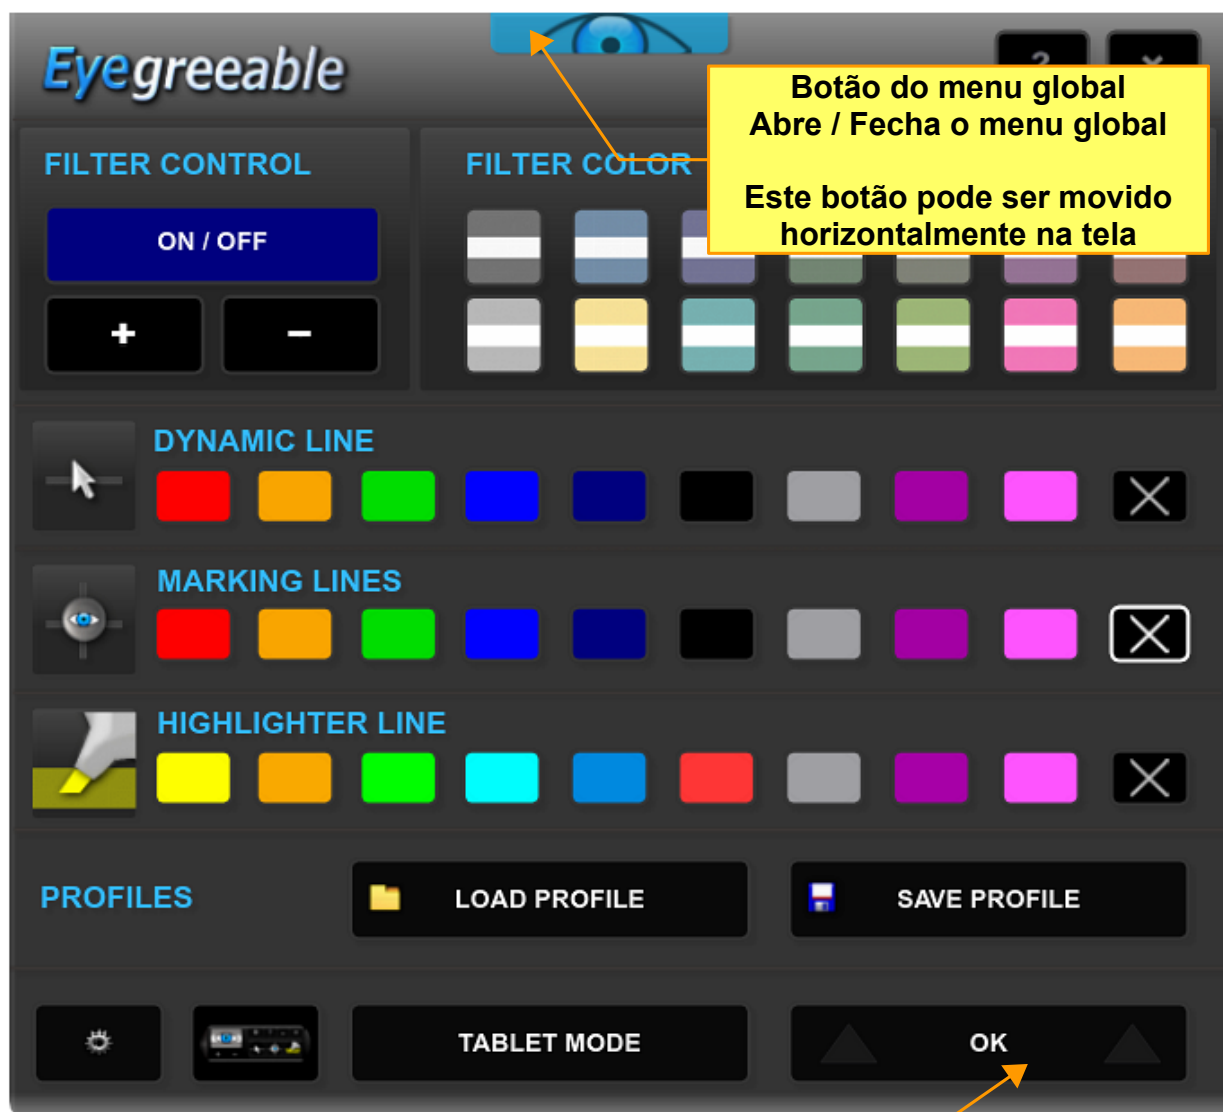 Eyegreeable
Botão do menu global
Abre / Fecha o menu global
Este botão pode ser movido
horizontalmente na tela
FILTER CONTROL
FILTER COLOR
ON / OFF
+
−
DYNAMIC LINE
MARKING LINES
HIGHLIGHTER LINE
PROFILES
LOAD PROFILE
SAVE PROFILE
TABLET MODE
OK